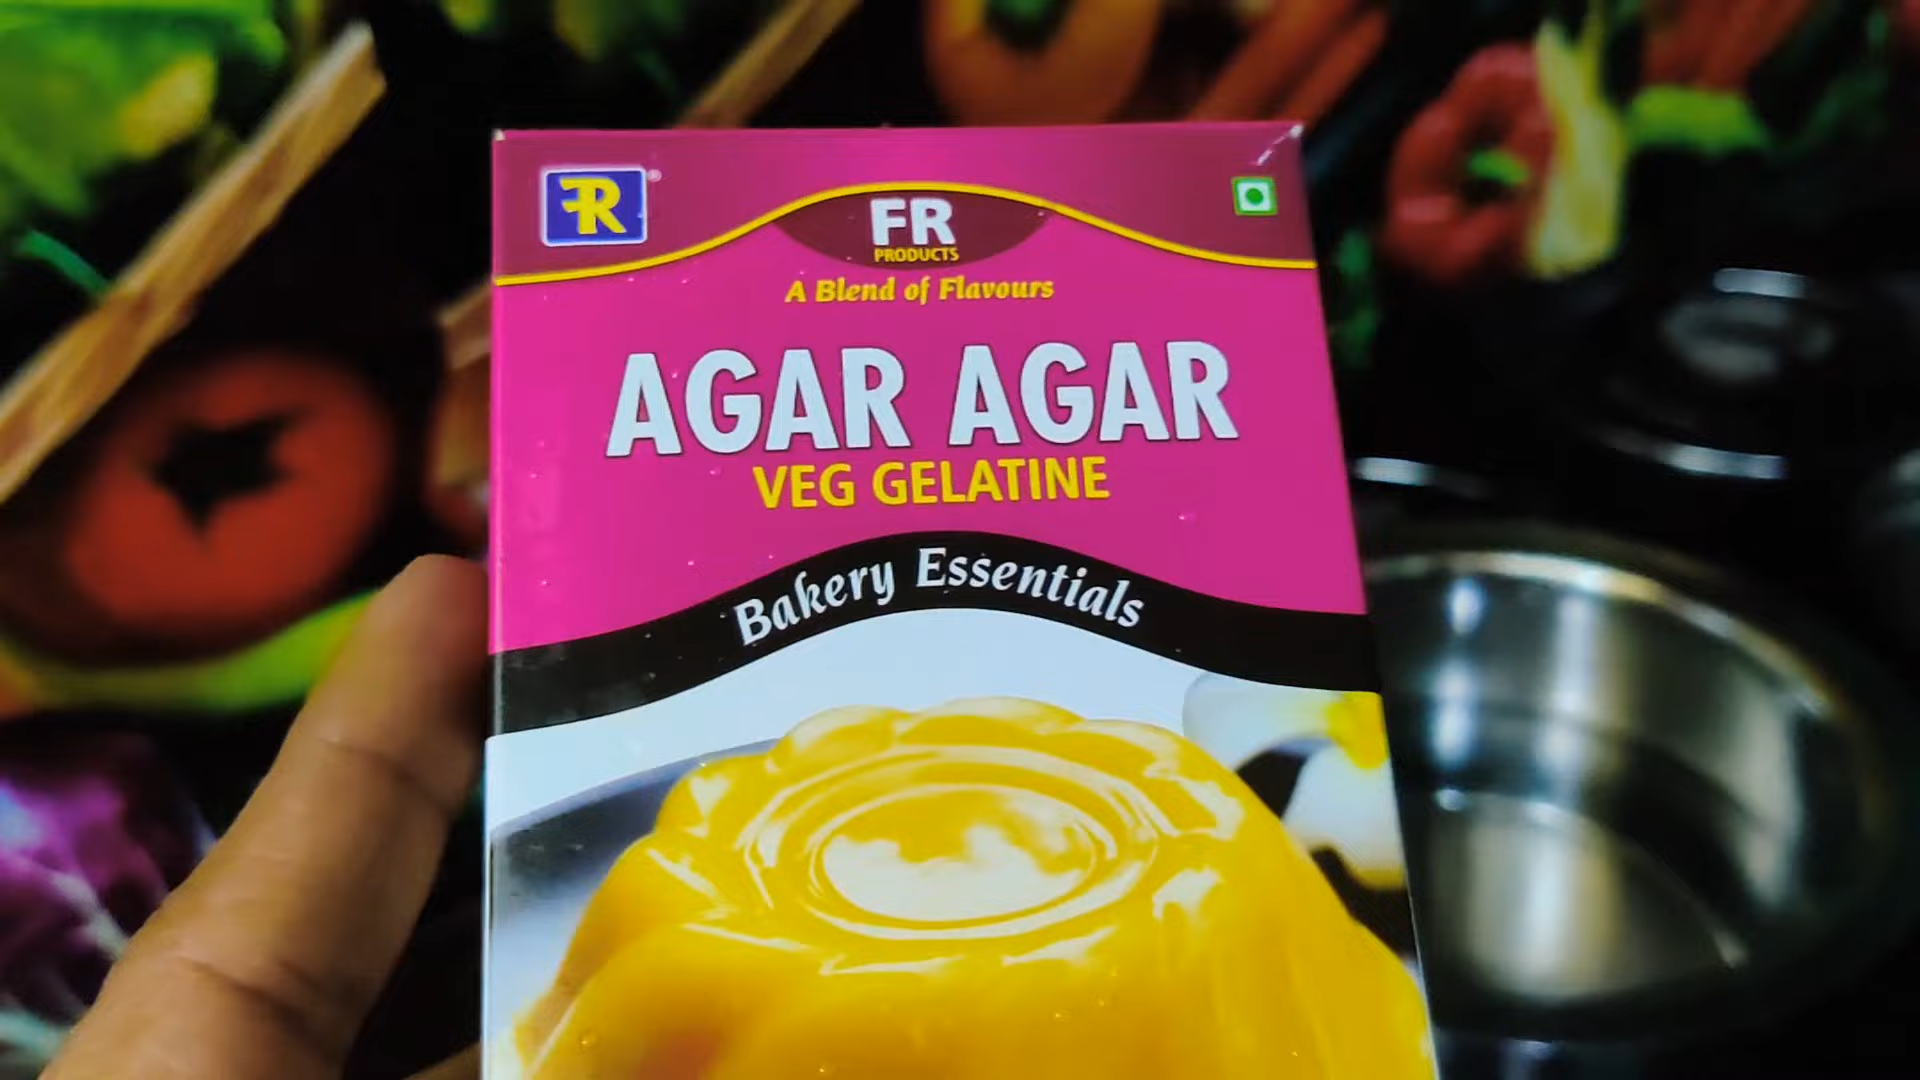 FR
FR
PRODUCTS
A Blend of Flavours
AGAR AGAR
VEG GELATINE
Bakery Essentials